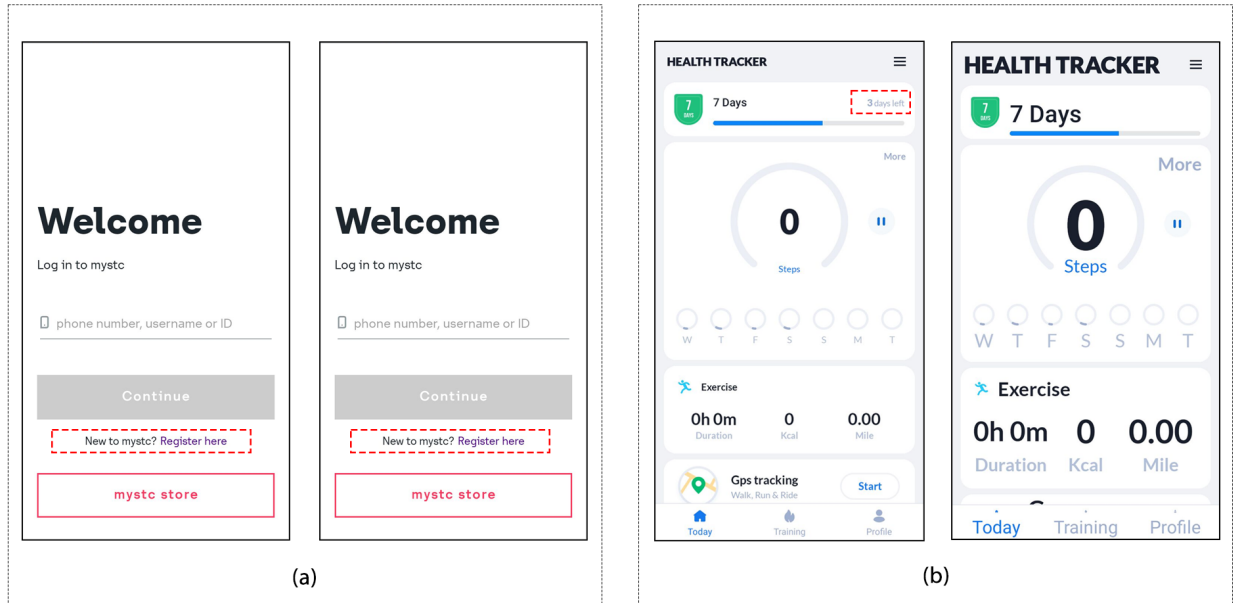 Welcome
Log in to mystc
phone number, username or ID
Continue
New to mystc? Register here
mystc store
Welcome
Log in to mystc
phone number, username or ID
Continue
New to mystc? Register here
mystc store
(a)
HEALTH TRACKER
7 DAYS
7 Days
3 days left
More
0
Steps
W T F S S M T
Exercise
0h 0m 0 0.00
Duration Kcal Mile
Gps tracking
Walk, Run & Ride
Start
Today Training Profile
HEALTH TRACKER
7 DAYS
7 Days
More
0
Steps
W T F S S M T
Exercise
0h 0m 0 0.00
Duration Kcal Mile
Today Training Profile
(b)